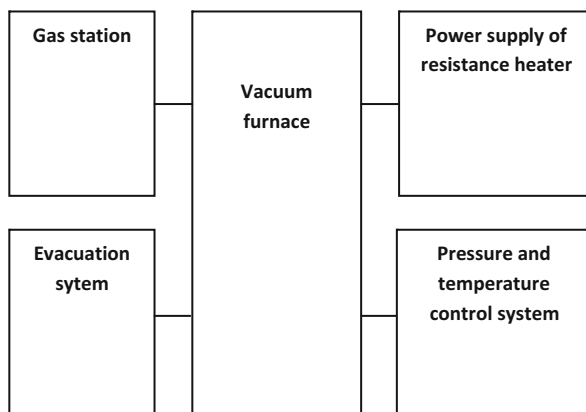 Gas station
Evacuation
sytem
Vacuum
furnace
Power supply of
resistance heater
Pressure and
temperature
control system